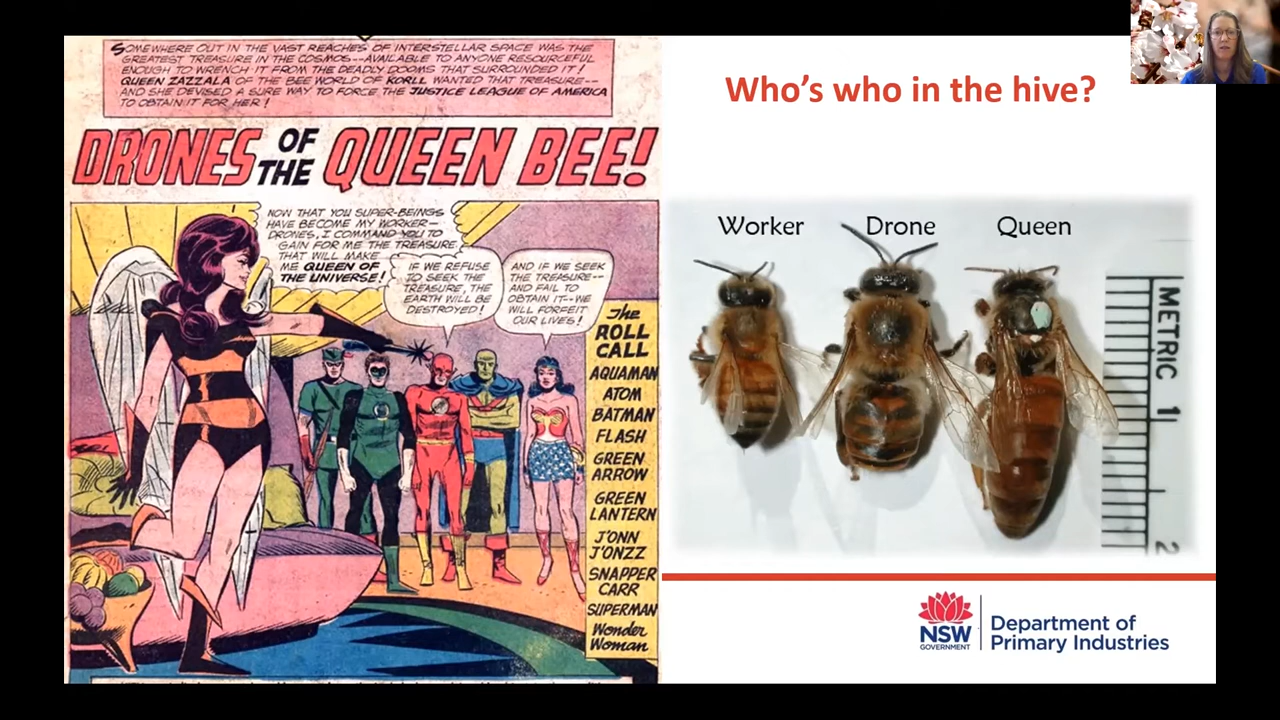 SOMEWHERE OUT IN THE VAST REACHES OF INTERSTELLAR SPACE WAS THE
GREATEST TREASURE IN THE COSMOS--AVAILABLE TO ANYONE RESOURCEFUL
ENOUGH TO WRENCH IT FROM THE DEADLY DOOMS THAT SURROUNDED IT!
QUEEN ZAZZALA OF THE BEE WORLD OF KORLL WANTED THAT TREASURE--
AND SHE DEVISED A SURE WAY TO FORCE THE JUSTICE LEAGUE OF AMERICA
TO OBTAIN IT FOR HER!
DRONES OF THE QUEEN BEE!
NOW THAT YOU SUPER-BEINGS
HAVE BECOME MY WORKER-
DRONES, I COMMAND YOU TO
GAIN FOR ME THE TREASURE
THAT WILL MAKE
ME QUEEN OF
THE UNIVERSE!
IF WE REFUSE
TO SEEK THE
TREASURE, THE
EARTH WILL BE
DESTROYED!
AND IF WE SEEK
THE TREASURE--
AND FAIL TO
OBTAIN IT--WE
WILL FORFEIT
OUR LIVES!
The
ROLL
CALL
AQUAMAN
ATOM
BATMAN
FLASH
GREEN
ARROW
GREEN
LANTERN
J'ONN
J'ONZZ
SNAPPER
CARR
SUPERMAN
Wonder
Woman
Who's who in the hive?
Worker Drone Queen
METRIC 1
2
NSW
GOVERNMENT
Department of
Primary Industries